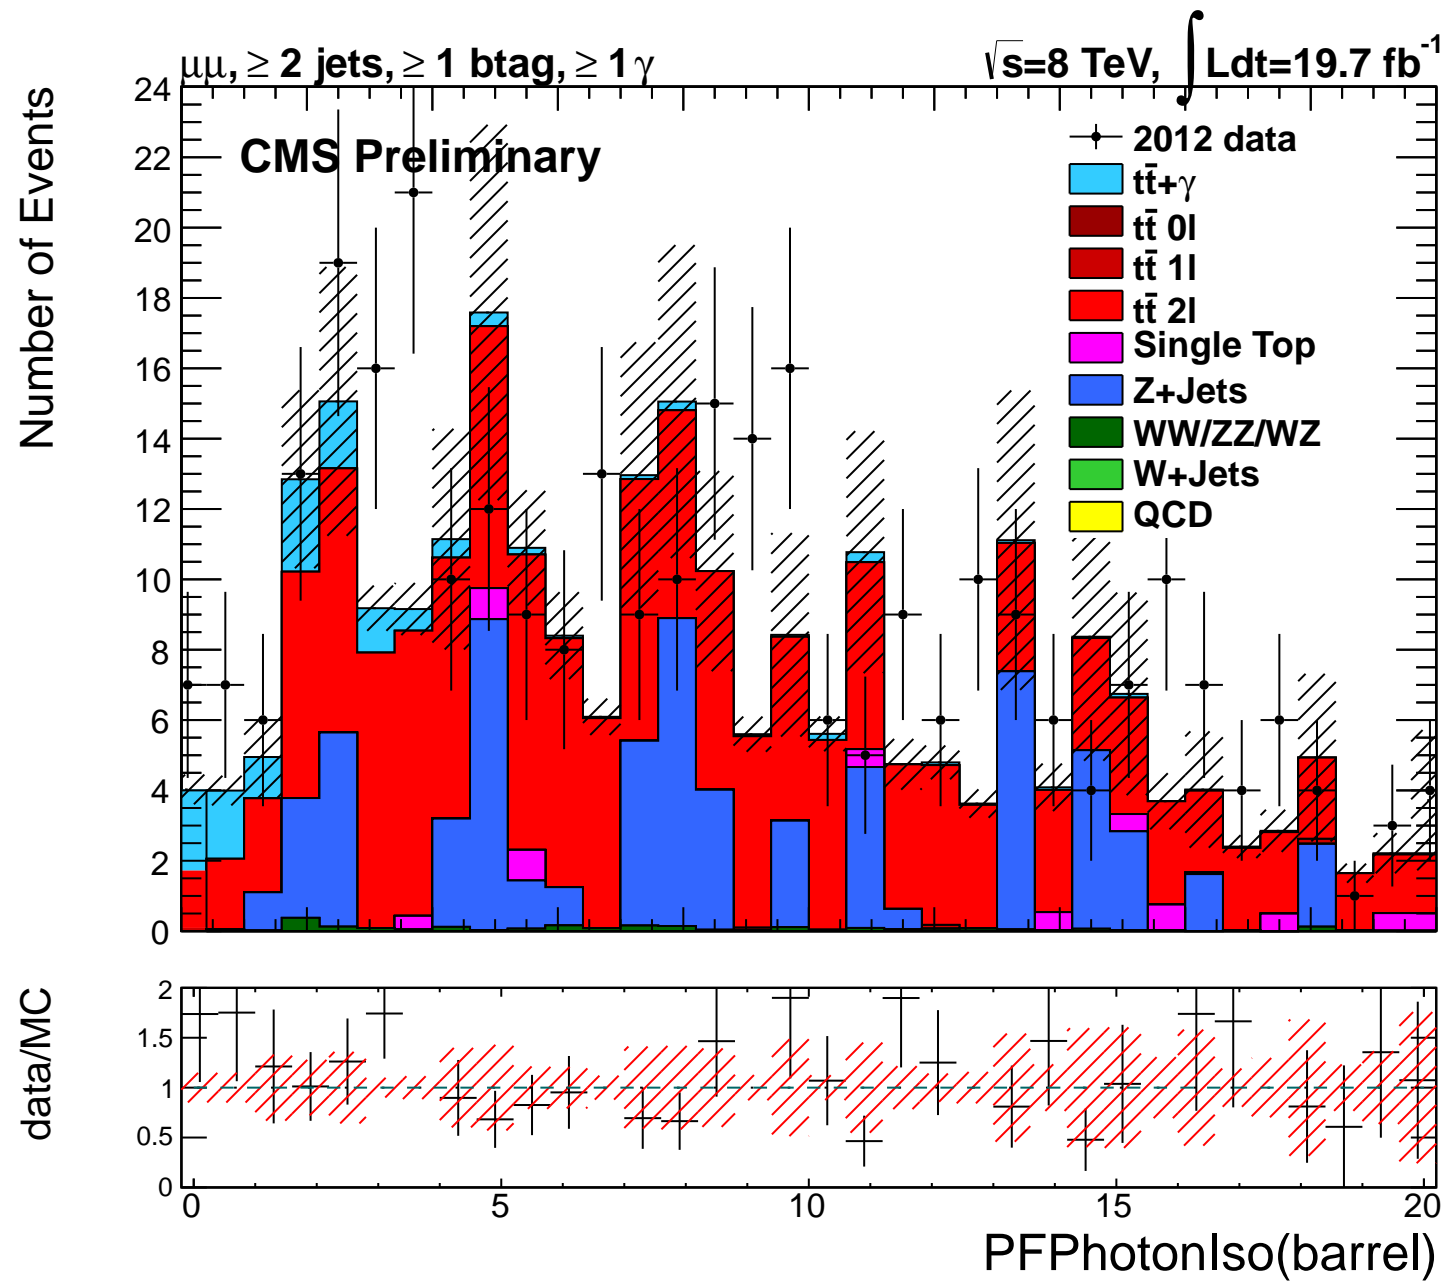 μμ, ≥ 2 jets, ≥ 1 btag, ≥ 1 γ
√s=8 TeV, ∫ Ldt=19.7 fb⁻¹
CMS Preliminary
2012 data
tt̄+γ
tt̄ 0l
tt̄ 1l
tt̄ 2l
Single Top
Z+Jets
WW/ZZ/WZ
W+Jets
QCD
Number of Events
24
22
20
18
16
14
12
10
8
6
4
2
0
data/MC
2
1.5
1
0.5
0
0 5 10 15 20
PFPhotonIso(barrel)